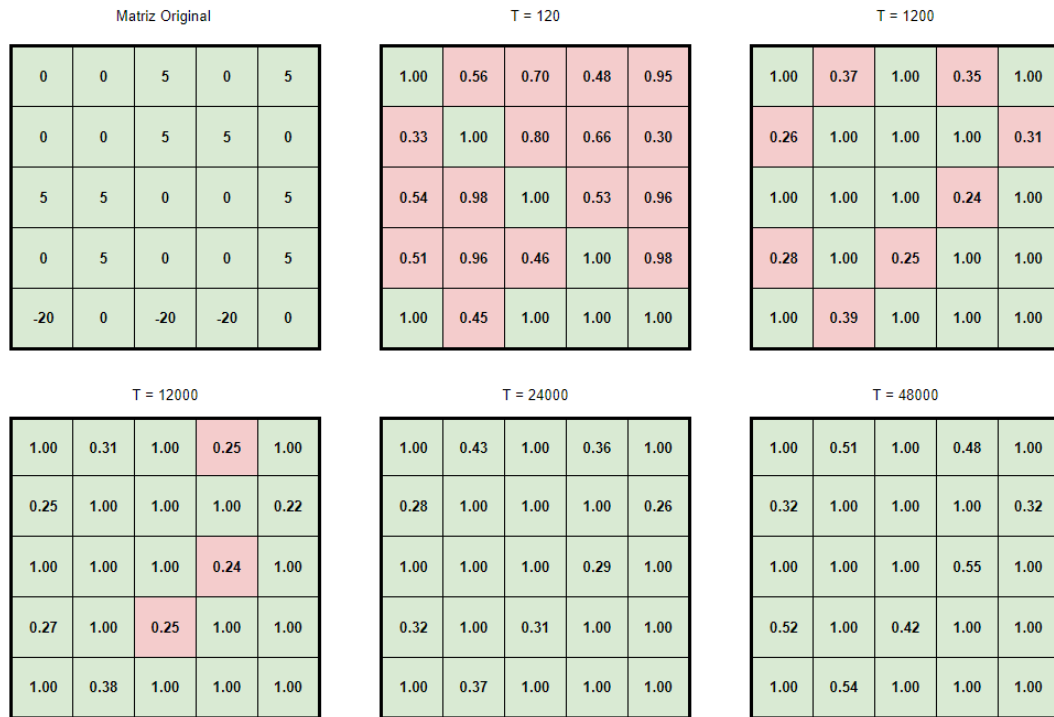 Matriz Original T = 120 T = 1200
0 0 5 0 5 1.00 0.56 0.70 0.48 0.95 1.00 0.37 1.00 0.35 1.00
0 0 5 5 0 0.33 1.00 0.80 0.66 0.30 0.26 1.00 1.00 1.00 0.31
5 5 0 0 5 0.54 0.98 1.00 0.53 0.96 1.00 1.00 1.00 0.24 1.00
0 5 0 0 5 0.51 0.96 0.46 1.00 0.98 0.28 1.00 0.25 1.00 1.00
-20 0 -20 -20 0 1.00 0.45 1.00 1.00 1.00 1.00 0.39 1.00 1.00 1.00
T = 12000 T = 24000 T = 48000
1.00 0.31 1.00 0.25 1.00 1.00 0.43 1.00 0.36 1.00 1.00 0.51 1.00 0.48 1.00
0.25 1.00 1.00 1.00 0.22 0.28 1.00 1.00 1.00 0.26 0.32 1.00 1.00 1.00 0.32
1.00 1.00 1.00 0.24 1.00 1.00 1.00 1.00 0.29 1.00 1.00 1.00 1.00 0.55 1.00
0.27 1.00 0.25 1.00 1.00 0.32 1.00 0.31 1.00 1.00 0.52 1.00 0.42 1.00 1.00
1.00 0.38 1.00 1.00 1.00 1.00 0.37 1.00 1.00 1.00 1.00 0.54 1.00 1.00 1.00